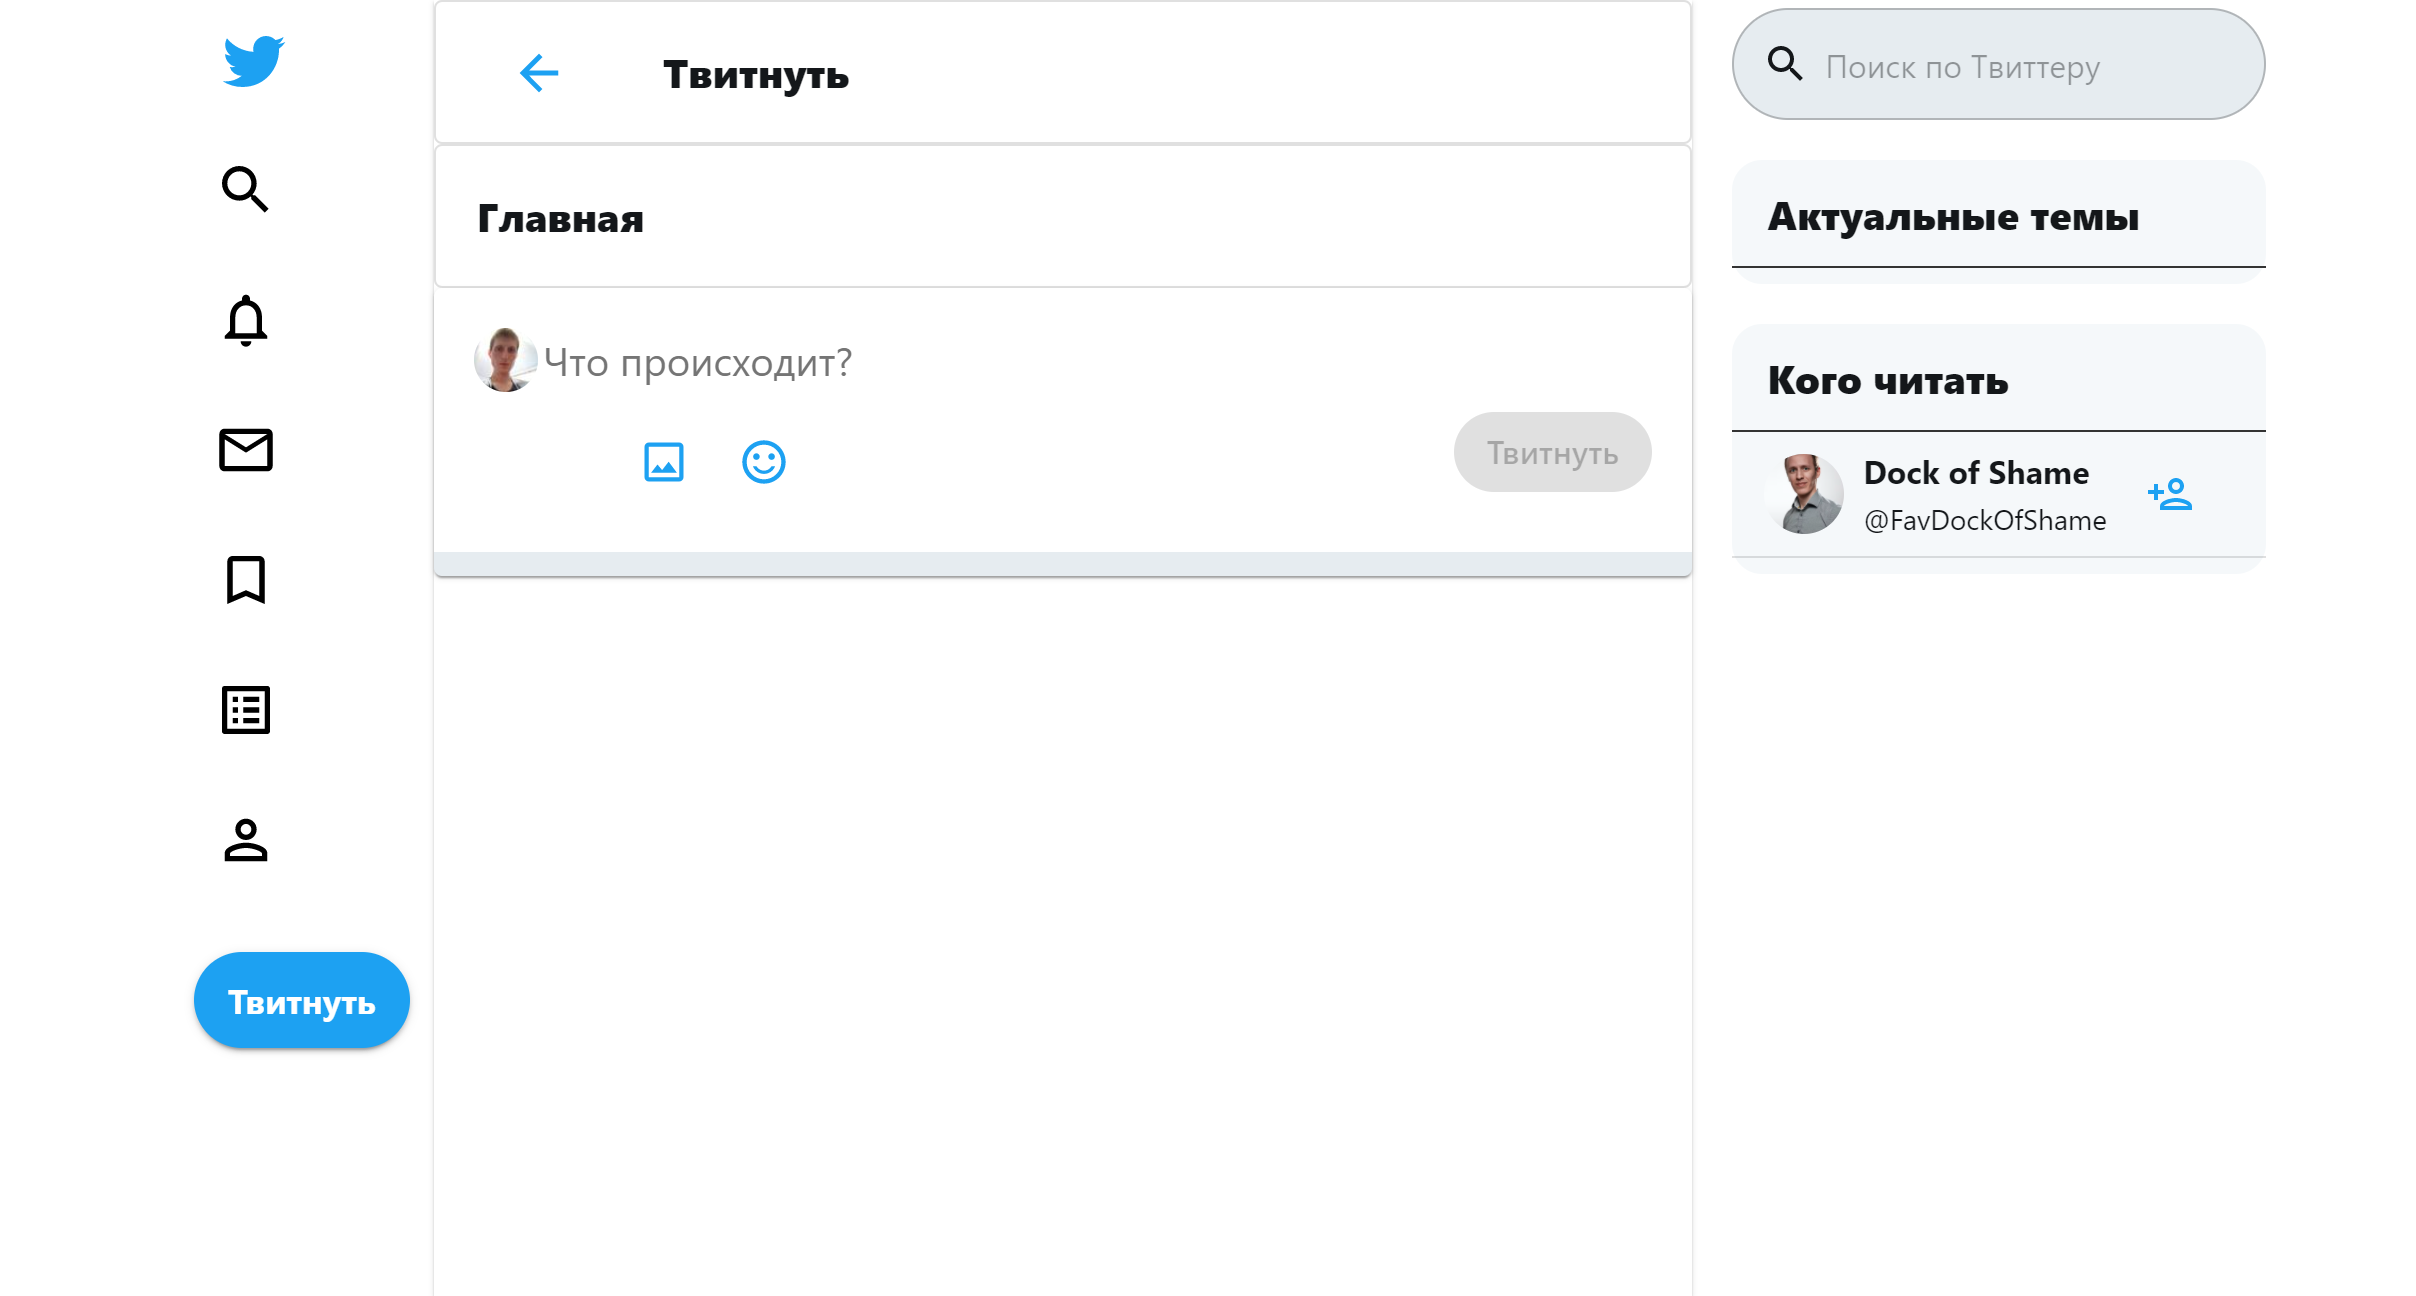 Твитнуть
Главная
Что происходит?
Твитнуть
Твитнуть
Поиск по Твиттеру
Актуальные темы
Кого читать
Dock of Shame
@FavDockOfShame